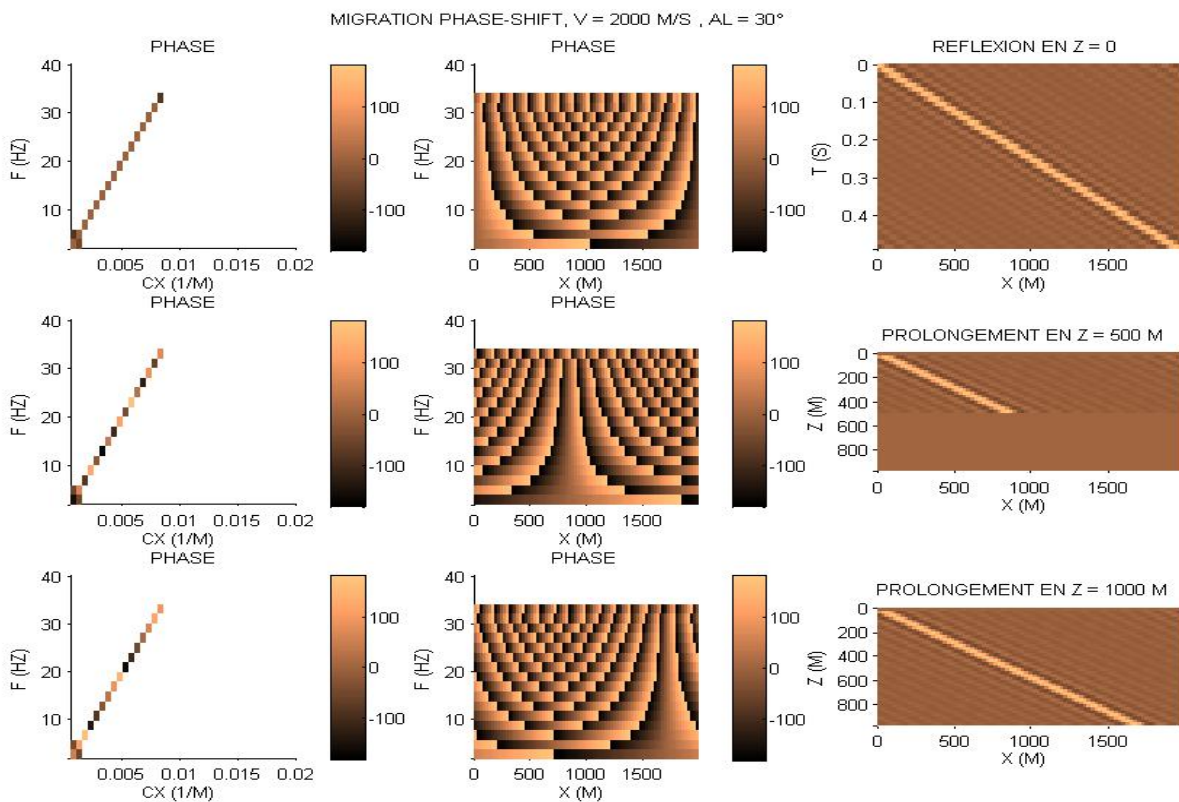 MIGRATION PHASE-SHIFT, V = 2000 M/S , AL = 30°
PHASE
40
30
20
10
F (HZ)
0.005 0.01 0.015 0.02
CX (1/M)
100
0
-100
PHASE
40
30
20
10
F (HZ)
0 500 1000 1500
X (M)
100
0
-100
REFLEXION EN Z = 0
0
0.1
0.2
0.3
0.4
T (S)
0 500 1000 1500
X (M)
PHASE
40
30
20
10
F (HZ)
0.005 0.01 0.015 0.02
CX (1/M)
100
0
-100
PHASE
40
30
20
10
F (HZ)
0 500 1000 1500
X (M)
100
0
-100
PROLONGEMENT EN Z = 500 M
0
200
400
600
800
Z (M)
0 500 1000 1500
X (M)
PHASE
40
30
20
10
F (HZ)
0.005 0.01 0.015 0.02
CX (1/M)
100
0
-100
PHASE
40
30
20
10
F (HZ)
0 500 1000 1500
X (M)
100
0
-100
PROLONGEMENT EN Z = 1000 M
0
200
400
600
800
Z (M)
0 500 1000 1500
X (M)